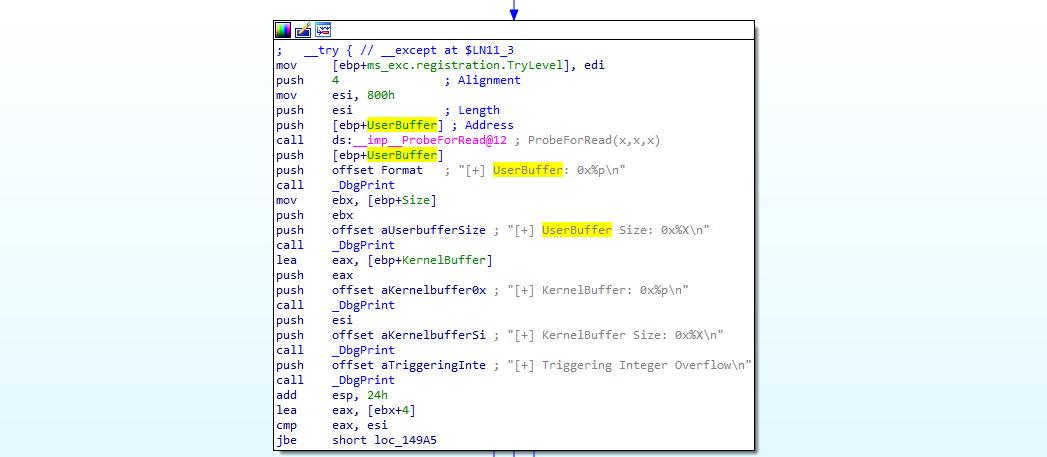 ;   __try { // __except at $LN11_3
mov     [ebp+ms_exc.registration.TryLevel], edi
push    4               ; Alignment
mov     esi, 800h
push    esi             ; Length
push    [ebp+UserBuffer] ; Address
call    ds:__imp__ProbeForRead@12 ; ProbeForRead(x,x,x)
push    [ebp+UserBuffer]
push    offset Format   ; "[+] UserBuffer: 0x%p\n"
call    _DbgPrint
mov     ebx, [ebp+Size]
push    ebx
push    offset aUserbufferSize ; "[+] UserBuffer Size: 0x%X\n"
call    _DbgPrint
lea     eax, [ebp+KernelBuffer]
push    eax
push    offset aKernelbuffer0x ; "[+] KernelBuffer: 0x%p\n"
call    _DbgPrint
push    esi
push    offset aKernelbufferSi ; "[+] KernelBuffer Size: 0x%X\n"
call    _DbgPrint
push    offset aTriggeringInte ; "[+] Triggering Integer Overflow\n"
call    _DbgPrint
add     esp, 24h
lea     eax, [ebx+4]
cmp     eax, esi
jbe     short loc_149A5